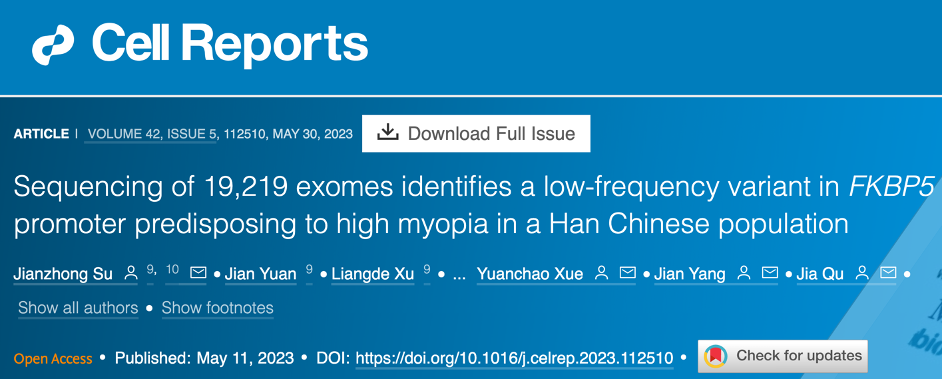 Cell Reports
ARTICLE | VOLUME 42, ISSUE 5, 112510, MAY 30, 2023 Download Full Issue
Sequencing of 19,219 exomes identifies a low-frequency variant in FKBP5
promoter predisposing to high myopia in a Han Chinese population
Jianzhong Su 9, 10 • Jian Yuan 9 • Liangde Xu 9 • ... Yuanchao Xue • Jian Yang • Jia Qu •
Show all authors • Show footnotes
Open Access • Published: May 11, 2023 • DOI: https://doi.org/10.1016/j.celrep.2023.112510 • Check for updates